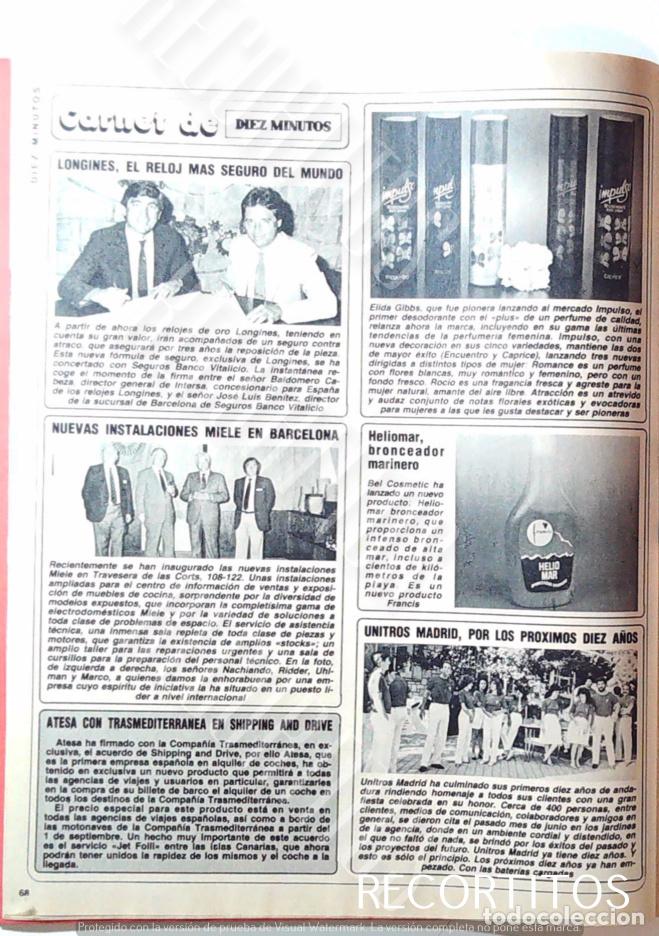 DIEZ MINUTOS
Carnet de
DIEZ MINUTOS
LONGINES, EL RELOJ MAS SEGURO DEL MUNDO
A partir de ahora los relojes de oro Longines, teniendo en
cuenta su gran valor, irán acompañados de un seguro contra
atraco, que asegurará por tres años la reposición de la pieza.
Esta nueva fórmula de seguro, exclusiva de Longines, se ha
concertado con Seguros Banco Vitalicio. La instantánea re-
coge el momento de la firma entre el señor Baldomero Ca-
beza, director general de Intersa, concesionario para España
de los relojes Longines, y el señor José Luis Benítez, director
de la sucursal de Barcelona de Seguros Banco Vitalicio
NUEVAS INSTALACIONES MIELE EN BARCELONA
Recientemente se han inaugurado las nuevas instalaciones
Miele en Travesera de las Corts, 108-122. Unas instalaciones
ampliadas para el centro de información de ventas y exposi-
ción de muebles de cocina, sorprendente por la diversidad de
modelos expuestos, que incorporan la completísima gama de
electrodomésticos Miele y por la variedad de soluciones a
toda clase de problemas de espacio. El servicio de asistencia
técnica, una inmensa sala repleta de toda clase de piezas y
motores, que garantiza la existencia de amplios «stocks»; un
amplio taller para las reparaciones urgentes y una sala de
cursillos para la preparación del personal técnico. En la foto,
de izquierda a derecha, los señores Nachiando, Ridder, Uhl-
man y Marco, a quienes damos la enhorabuena por una em-
presa cuyo espíritu de iniciativa la ha situado en un puesto lí-
der a nivel internacional
ATESA CON TRASMEDITERRANEA EN SHIPPING AND DRIVE
Atesa ha firmado con la Compañía Trasmediterránea, en ex-
clusiva, el acuerdo de Shipping and Drive, por ello Atesa, que
es la primera empresa española en alquiler de coches, ha ob-
tenido en exclusiva un nuevo producto que permitirá a todas
las agencias de viajes y usuarios en particular, garantizarles
en la compra de su billete de barco el alquiler de un coche en
todos los destinos de la Compañía Trasmediterránea.
El precio especial para este producto está en venta en
todas las agencias de viajes españolas, así como a bordo de
las motonaves de la Compañía Trasmediterránea a partir del
1 de septiembre. Un hecho muy importante de este acuerdo
es el servicio «Jet Foill» entre las islas Canarias, que ahora
podrán tener unidos la rapidez de los mismos y el coche a la
llegada.
68
impulso
impulso
impulso
impulso
Elida Gibbs, que fue pionera lanzando al mercado Impulso, el
primer desodorante con el «plus» de un perfume de calidad,
relanza ahora la marca, incluyendo en su gama las últimas
tendencias de la perfumería femenina. Impulso, con una
nueva decoración en sus cinco variedades, mantiene las dos
de mayor éxito (Encuentro y Caprice), lanzando tres nuevas
dirigidas a distintos tipos de mujer: Romance es un perfume
con flores blancas, muy romántico y femenino, pero con un
fondo fresco. Rocío es una fragancia fresca y agreste para la
mujer natural, amante del aire libre. Atracción es un atrevido
y audaz conjunto de notas florales exóticas y evocadoras
para mujeres a las que les gusta destacar y ser pioneras
Heliomar,
bronceador
marinero
Bel Cosmetic ha
lanzado un nuevo
producto: Helio-
mar bronceador
marinero, que
proporciona un
intenso bron-
ceado de alta
mar, incluso a
cientos de kiló-
metros de la
playa. Es un
nuevo producto
Francis
HELIO
MAR
UNITROS MADRID, POR LOS PROXIMOS DIEZ AÑOS
Unitros Madrid ha culminado sus primeros diez años de anda-
dura rindiendo homenaje a todos sus clientes con una gran
fiesta celebrada en su honor. Cerca de 400 personas, entre
clientes, medios de comunicación, colaboradores y amigos en
general, se dieron cita el pasado mes de junio en los jardines
de la agencia, donde en un ambiente cordial y distendido, en
el que no faltó de nada, se brindó por los éxitos del pasado y
los proyectos del futuro. Unitros Madrid ya tiene diez años. Y
esto es sólo el principio. Los próximos diez años ya han em-
pezado. Con las baterías cargadas
RECORTITOS
todocoleccion
Protegido con la versión de prueba de Visual Watermark. La versión completa no pone esta marca.